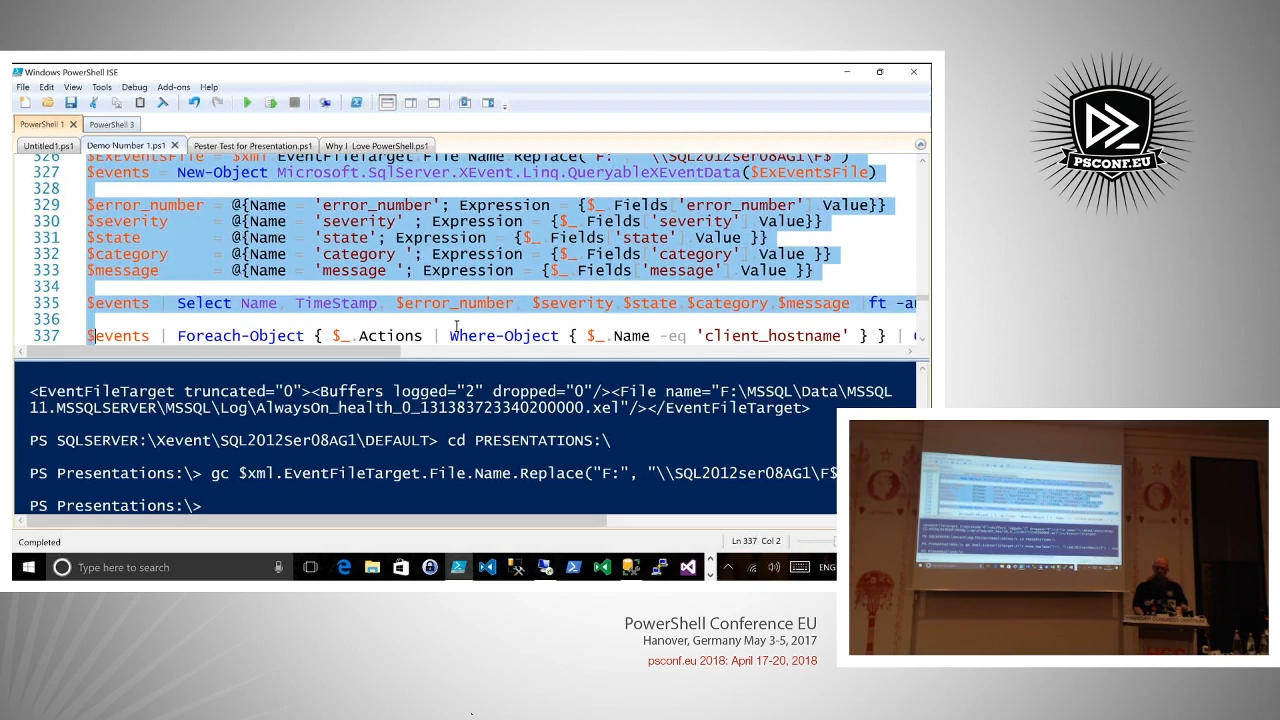 Windows PowerShell ISE
File Edit View Tools Debug Add-ons Help
PowerShell 1 PowerShell 3
Untitled1.ps1 Demo Number 1.ps1 Pester Test for Presentation.ps1 Why I Love PowerShell.ps1
326 $ExEventsFile = $xml.EventFileTarget.File.Name.Replace("F:", "\\SQL2012ser08AG1\F$")
327 $events = New-Object Microsoft.SqlServer.XEvent.Linq.QueryableXEventData($ExEventsFile)
328
329 $error_number = @{Name = 'error_number'; Expression = {$_.Fields['error_number'].Value}}
330 $severity = @{Name = 'severity' ; Expression = {$_.Fields['severity'].Value}}
331 $state = @{Name = 'state'; Expression = {$_.Fields['state'].Value }}
332 $category = @{Name = 'category '; Expression = {$_.Fields['category'].Value }}
333 $message = @{Name = 'message '; Expression = {$_.Fields['message'].Value }}
334
335 $events | Select Name, TimeStamp, $error_number, $severity,$state,$category,$message |ft -au
336
337 $events | Foreach-Object { $_.Actions | Where-Object { $_.Name -eq 'client_hostname' } } |
<EventFileTarget truncated="0"><Buffers logged="2" dropped="0"/><File name="F:\MSSQL\Data\MSSQL
11.MSSQLSERVER\MSSQL\Log\AlwaysOn_health_0_131383723340200000.xel"/></EventFileTarget>
PS SQLSERVER:\Xevent\SQL2012Ser08AG1\DEFAULT> cd PRESENTATIONS:\
PS Presentations:\> gc $xml.EventFileTarget.File.Name.Replace("F:", "\\SQL2012ser08AG1\F$
PS Presentations:\>
Completed
Ln 337 Col 2
Type here to search
ENG
PSCONF.EU
PowerShell Conference EU
Hanover, Germany May 3-5, 2017
psconf.eu 2018: April 17-20, 2018